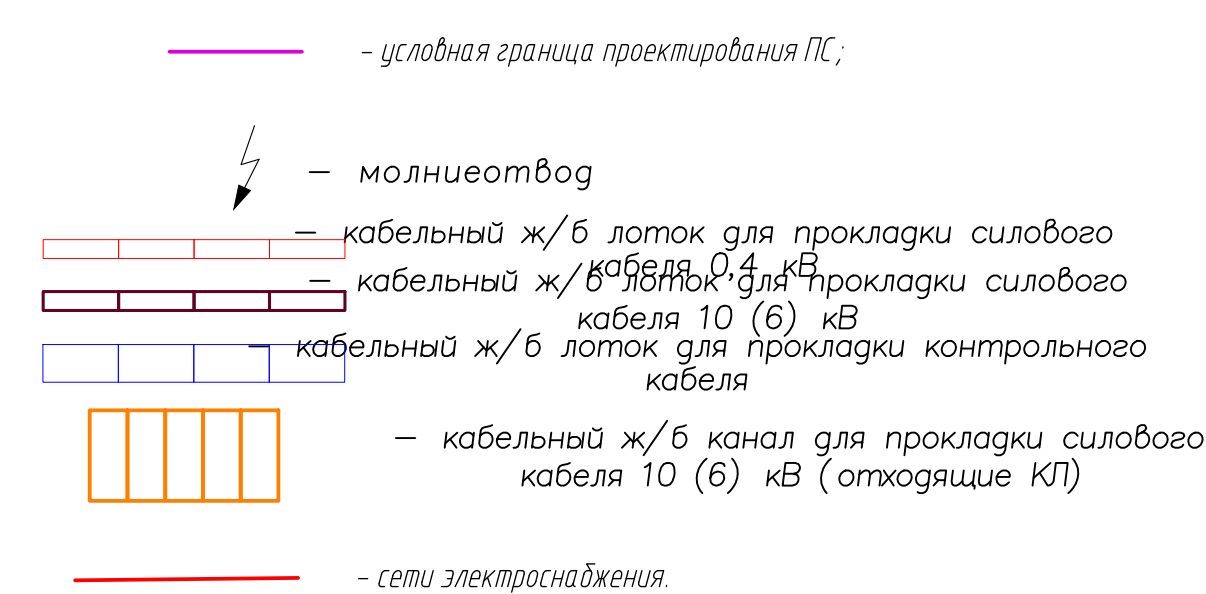 – условная граница проектирования ПС;
– молниеотвод
– кабельный ж/б лоток для прокладки силового
кабеля 0,4 кВ
– кабельный ж/б лоток для прокладки силового
кабеля 10 (6) кВ
– кабельный ж/б лоток для прокладки контрольного
кабеля
– кабельный ж/б канал для прокладки силового
кабеля 10 (6) кВ (отходящие КЛ)
– сети электроснабжения.